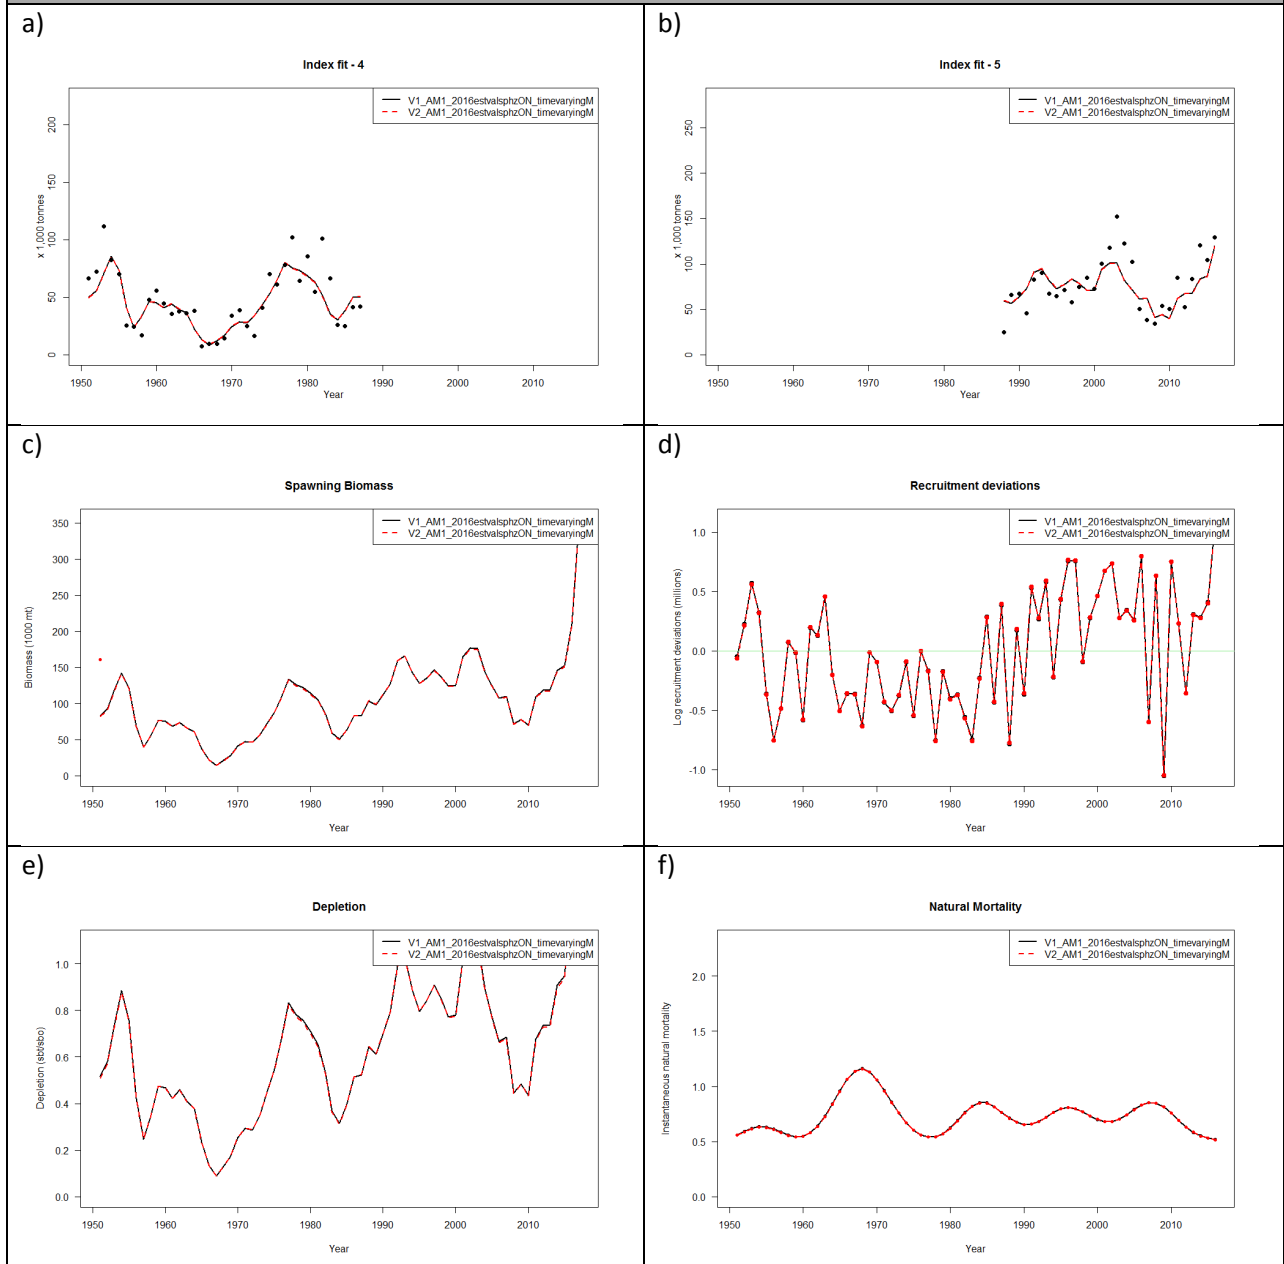 a)
Index fit - 4
V1_AM1_2016estvalsphzON_timevaryingM
V2_AM1_2016estvalsphzON_timevaryingM
x 1,000 tonnes
200
150
100
50
0
1950 1960 1970 1980 1990 2000 2010
Year
b)
Index fit - 5
V1_AM1_2016estvalsphzON_timevaryingM
V2_AM1_2016estvalsphzON_timevaryingM
x 1,000 tonnes
250
200
150
100
50
0
1950 1960 1970 1980 1990 2000 2010
Year
c)
Spawning Biomass
V1_AM1_2016estvalsphzON_timevaryingM
V2_AM1_2016estvalsphzON_timevaryingM
Biomass (1000 mt)
350
300
250
200
150
100
50
0
1950 1960 1970 1980 1990 2000 2010
Year
d)
Recruitment deviations
V1_AM1_2016estvalsphzON_timevaryingM
V2_AM1_2016estvalsphzON_timevaryingM
Log recruitment deviations (millions)
1.0
0.5
0.0
-0.5
-1.0
1950 1960 1970 1980 1990 2000 2010
Year
e)
Depletion
V1_AM1_2016estvalsphzON_timevaryingM
V2_AM1_2016estvalsphzON_timevaryingM
Depletion (sbt/sbo)
1.0
0.8
0.6
0.4
0.2
0.0
1950 1960 1970 1980 1990 2000 2010
Year
f)
Natural Mortality
V1_AM1_2016estvalsphzON_timevaryingM
V2_AM1_2016estvalsphzON_timevaryingM
Instantaneous natural mortality
2.0
1.5
1.0
0.5
0.0
1950 1960 1970 1980 1990 2000 2010
Year